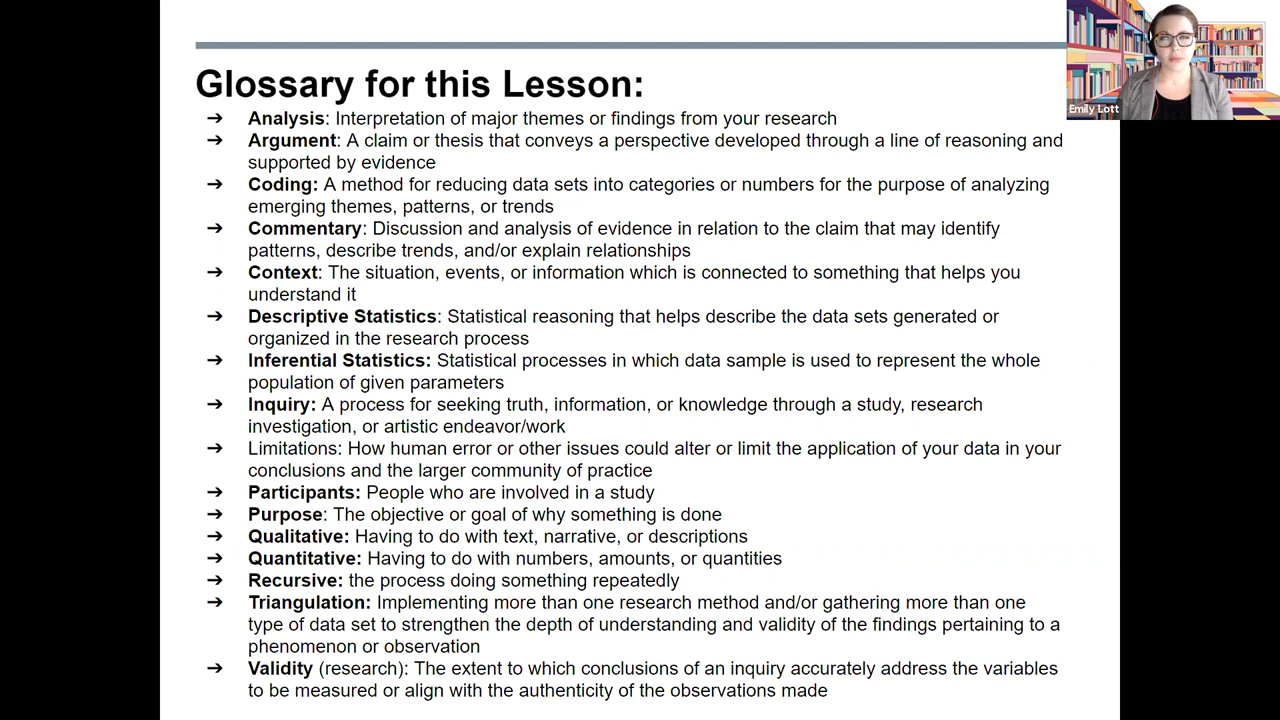 Glossary for this Lesson:
➔ Analysis: Interpretation of major themes or findings from your research
➔ Argument: A claim or thesis that conveys a perspective developed through a line of reasoning and
supported by evidence
➔ Coding: A method for reducing data sets into categories or numbers for the purpose of analyzing
emerging themes, patterns, or trends
➔ Commentary: Discussion and analysis of evidence in relation to the claim that may identify
patterns, describe trends, and/or explain relationships
➔ Context: The situation, events, or information which is connected to something that helps you
understand it
➔ Descriptive Statistics: Statistical reasoning that helps describe the data sets generated or
organized in the research process
➔ Inferential Statistics: Statistical processes in which data sample is used to represent the whole
population of given parameters
➔ Inquiry: A process for seeking truth, information, or knowledge through a study, research
investigation, or artistic endeavor/work
➔ Limitations: How human error or other issues could alter or limit the application of your data in your
conclusions and the larger community of practice
➔ Participants: People who are involved in a study
➔ Purpose: The objective or goal of why something is done
➔ Qualitative: Having to do with text, narrative, or descriptions
➔ Quantitative: Having to do with numbers, amounts, or quantities
➔ Recursive: the process doing something repeatedly
➔ Triangulation: Implementing more than one research method and/or gathering more than one
type of data set to strengthen the depth of understanding and validity of the findings pertaining to a
phenomenon or observation
➔ Validity (research): The extent to which conclusions of an inquiry accurately address the variables
to be measured or align with the authenticity of the observations made
Emily Lott